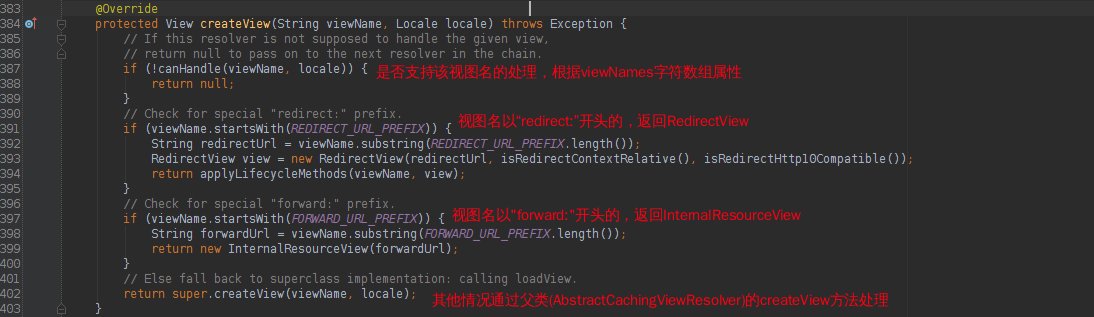 383 @Override
384 protected View createView(String viewName, Locale locale) throws Exception {
385 // If this resolver is not supposed to handle the given view,
386 // return null to pass on to the next resolver in the chain.
387 if (!canHandle(viewName, locale)) { 是否支持该视图名的处理，根据viewNames字符数组属性
388 return null;
389 }
390 // Check for special "redirect:" prefix.
391 if (viewName.startsWith(REDIRECT_URL_PREFIX)) { 视图名以"redirect:"开头的，返回RedirectView
392 String redirectUrl = viewName.substring(REDIRECT_URL_PREFIX.length());
393 RedirectView view = new RedirectView(redirectUrl, isRedirectContextRelative(), isRedirectHttp10Compatible());
394 return applyLifecycleMethods(viewName, view);
395 }
396 // Check for special "forward:" prefix.
397 if (viewName.startsWith(FORWARD_URL_PREFIX)) { 视图名以"forward:"开头的，返回InternalResourceView
398 String forwardUrl = viewName.substring(FORWARD_URL_PREFIX.length());
399 return new InternalResourceView(forwardUrl);
400 }
401 // Else fall back to superclass implementation: calling loadView.
402 return super.createView(viewName, locale); 其他情况通过父类(AbstractCachingViewResolver)的createView方法处理
403 }